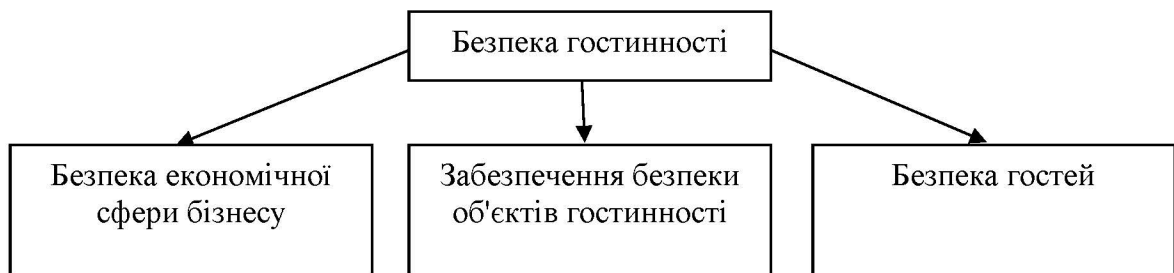 Безпека гостинності
Безпека економічної
сфери бізнесу
Забезпечення безпеки
об'єктів гостинності
Безпека гостей